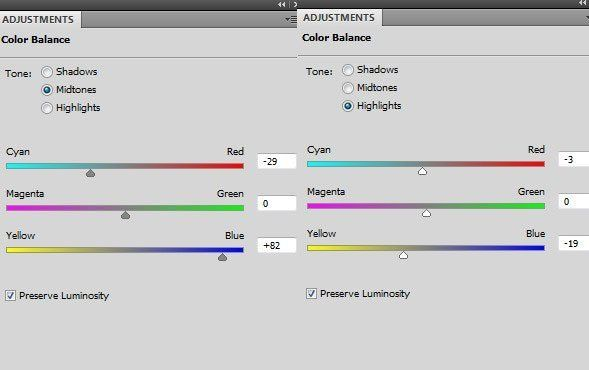 ADJUSTMENTS
Color Balance
Tone: Shadows
Midtones
Highlights
Cyan Red -29
Magenta Green 0
Yellow Blue +82
Preserve Luminosity
ADJUSTMENTS
Color Balance
Tone: Shadows
Midtones
Highlights
Cyan Red -3
Magenta Green 0
Yellow Blue -19
Preserve Luminosity